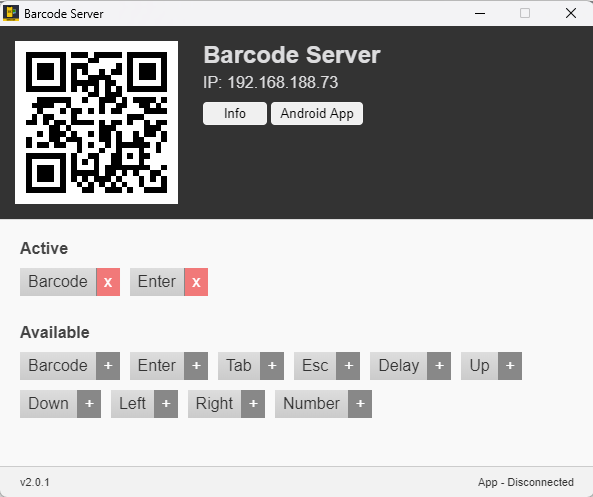 Barcode Server
Barcode Server
IP: 192.168.188.73
Info Android App
Active
Barcode x Enter x
Available
Barcode + Enter + Tab + Esc + Delay + Up +
Down + Left + Right + Number +
v2.0.1 App - Disconnected